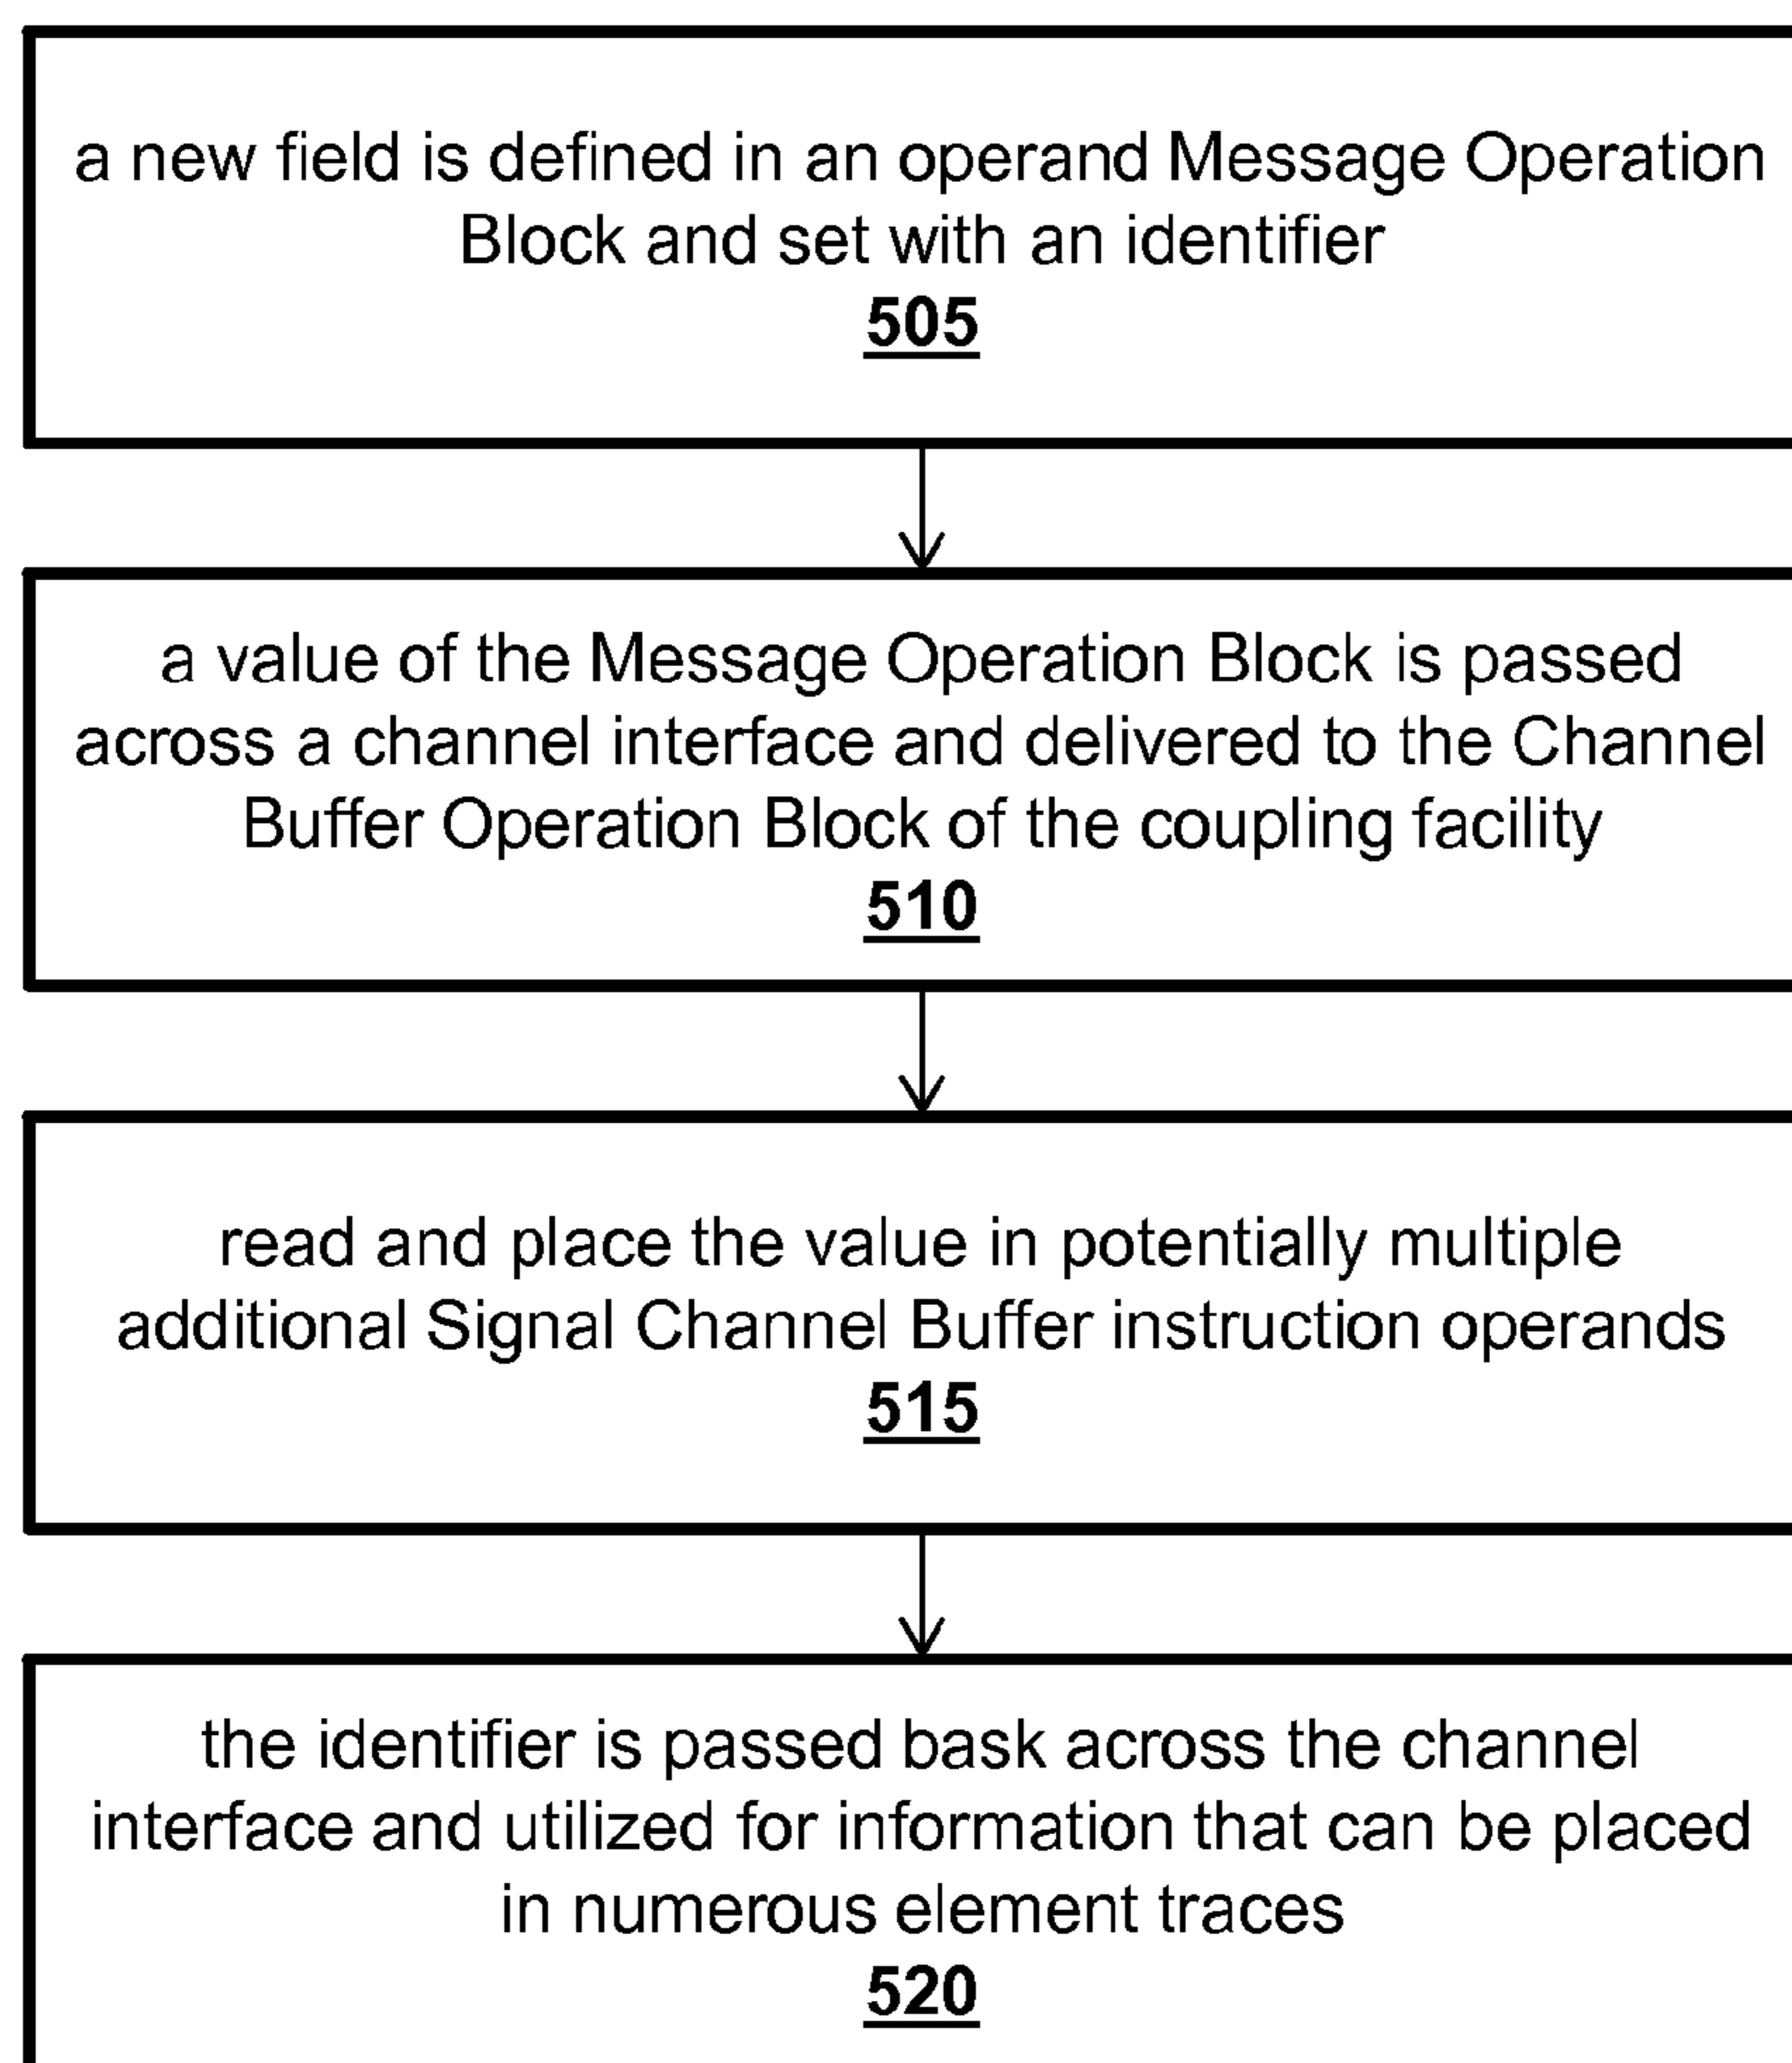 a new field is defined in an operand Message Operation
Block and set with an identifier
505
a value of the Message Operation Block is passed
across a channel interface and delivered to the Channel
Buffer Operation Block of the coupling facility
510
read and place the value in potentially multiple
additional Signal Channel Buffer instruction operands
515
the identifier is passed bask across the channel
interface and utilized for information that can be placed
in numerous element traces
520